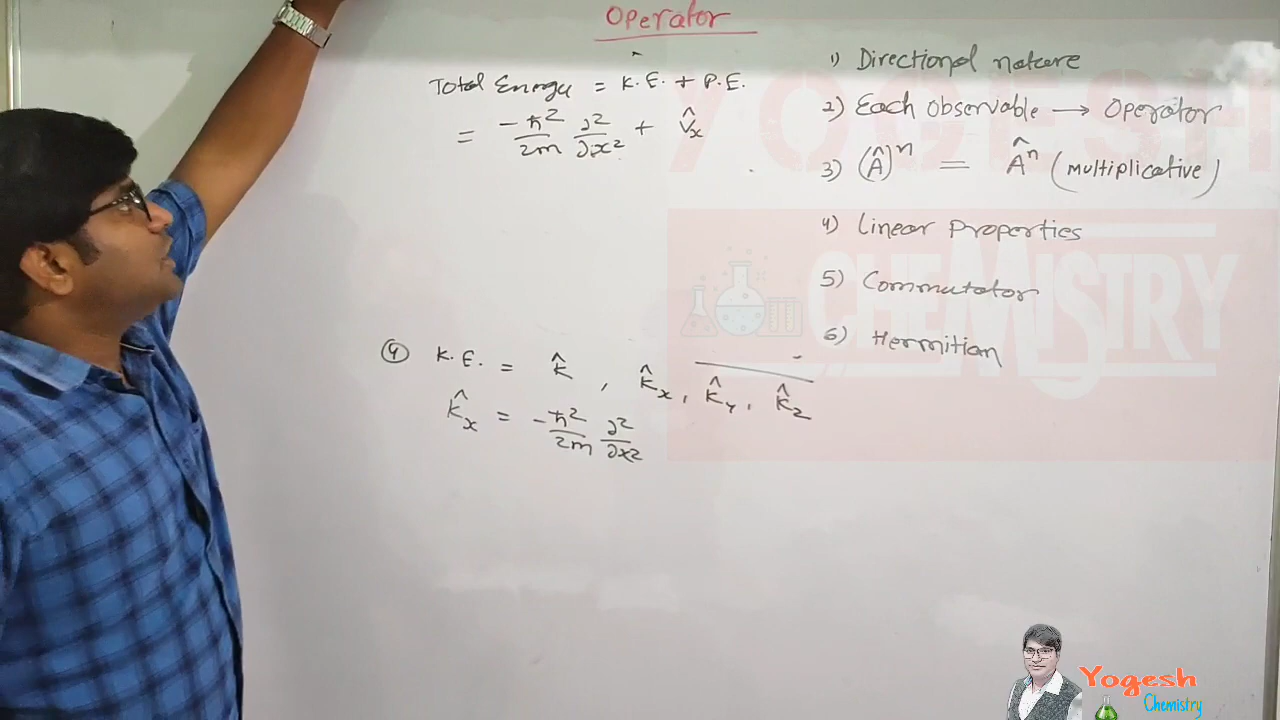 Operator
Total Energy = K.E. + P.E.
= -ℏ²/2m ∂²/∂x² + V̂x
1) Directional nature
2) Each observable → Operator
3) (Â)ⁿ = Âⁿ (multiplicative)
4) Linear Properties
5) Commutator
6) Hermitian
④ K.E. = K̂, K̂x, K̂y, K̂z
K̂x = -ℏ²/2m ∂²/∂x²
YOGESH
CHEMISTRY
Yogesh
Chemistry